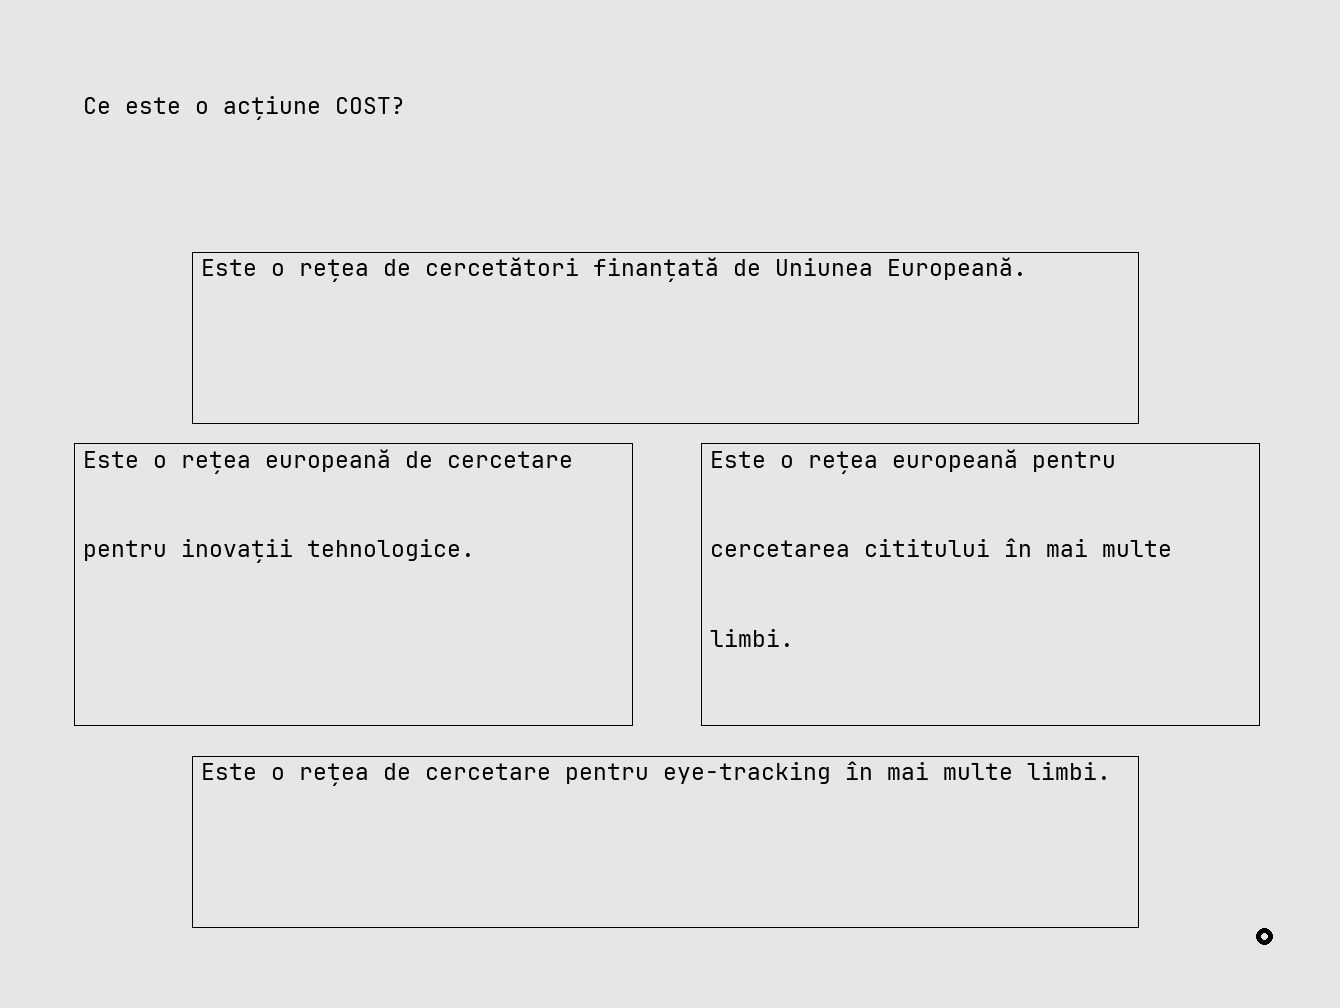 Ce este o acțiune COST?
Este o rețea de cercetători finanțată de Uniunea Europeană.
Este o rețea europeană de cercetare
pentru inovații tehnologice.
Este o rețea europeană pentru
cercetarea cititului în mai multe
limbi.
Este o rețea de cercetare pentru eye-tracking în mai multe limbi.